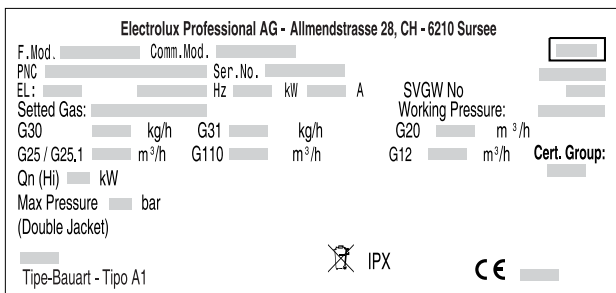 Electrolux Professional AG - Allmendstrasse 28, CH - 6210 Sursee
F.Mod. Comm.Mod.
PNC Ser.No.
EL: Hz kW A SVGW No
Setted Gas: Working Pressure:
G30 kg/h G31 kg/h G20 m³/h
G25 / G25.1 m³/h G110 m³/h G12 m³/h Cert. Group:
Qn (Hi) kW
Max Pressure bar
(Double Jacket)
IPX CE
Tipe-Bauart - Tipo A1